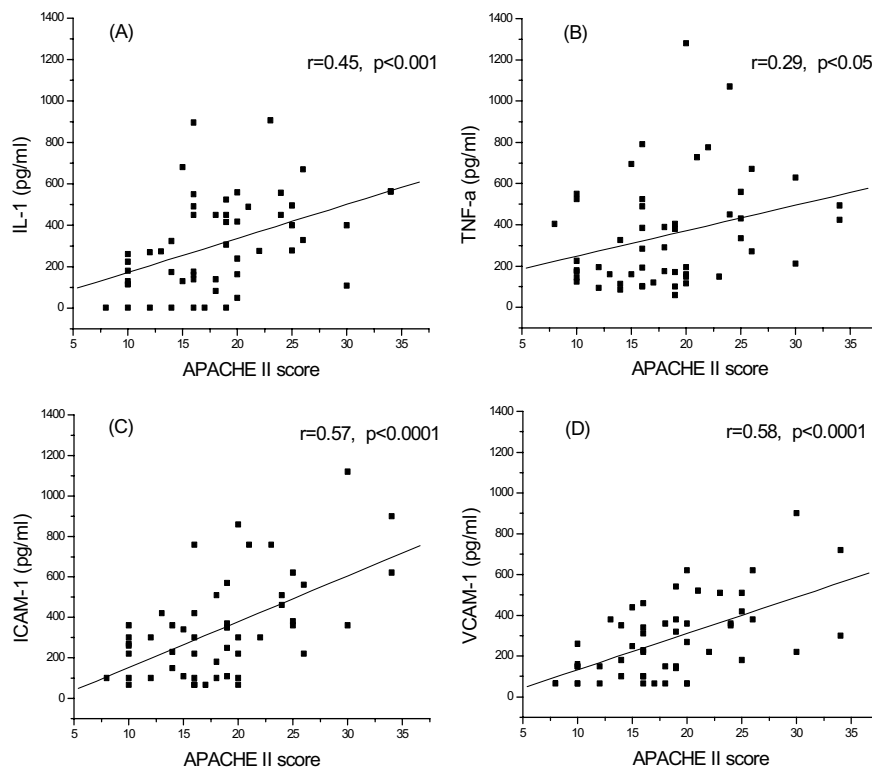 (A)
r=0.45, p<0.001
IL-1 (pg/ml)
1400
1200
1000
800
600
400
200
0
5 10 15 20 25 30 35
APACHE II score
(B)
r=0.29, p<0.05
TNF-a (pg/ml)
1400
1200
1000
800
600
400
200
0
5 10 15 20 25 30 35
APACHE II score
(C)
r=0.57, p<0.0001
ICAM-1 (pg/ml)
1400
1200
1000
800
600
400
200
0
5 10 15 20 25 30 35
APACHE II score
(D)
r=0.58, p<0.0001
VCAM-1 (pg/ml)
1400
1200
1000
800
600
400
200
0
5 10 15 20 25 30 35
APACHE II score